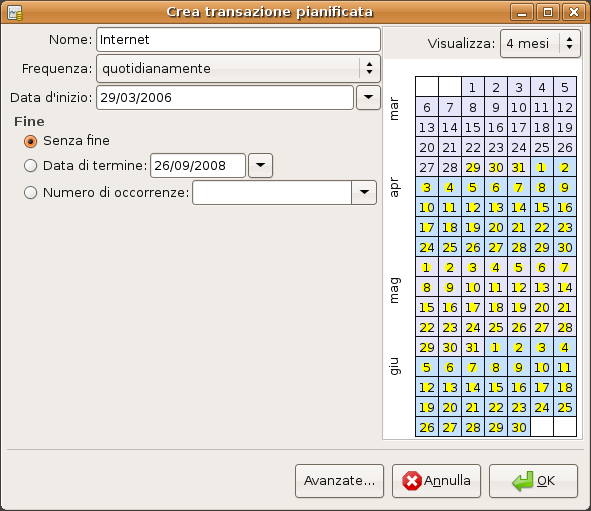 Crea transazione pianificata
Nome: Internet
Frequenza: quotidianamente
Data d'inizio: 29/03/2006
Fine
Senza fine
Data di termine: 26/09/2008
Numero di occorrenze:
Visualizza: 4 mesi
mar
1 2 3 4 5
6 7 8 9 10 11 12
13 14 15 16 17 18 19
20 21 22 23 24 25 26
27 28 29 30 31 1 2
apr
3 4 5 6 7 8 9
10 11 12 13 14 15 16
17 18 19 20 21 22 23
24 25 26 27 28 29 30
mag
1 2 3 4 5 6 7
8 9 10 11 12 13 14
15 16 17 18 19 20 21
22 23 24 25 26 27 28
29 30 31 1 2 3 4
giu
5 6 7 8 9 10 11
12 13 14 15 16 17 18
19 20 21 22 23 24 25
26 27 28 29 30
Avanzate... Annulla OK